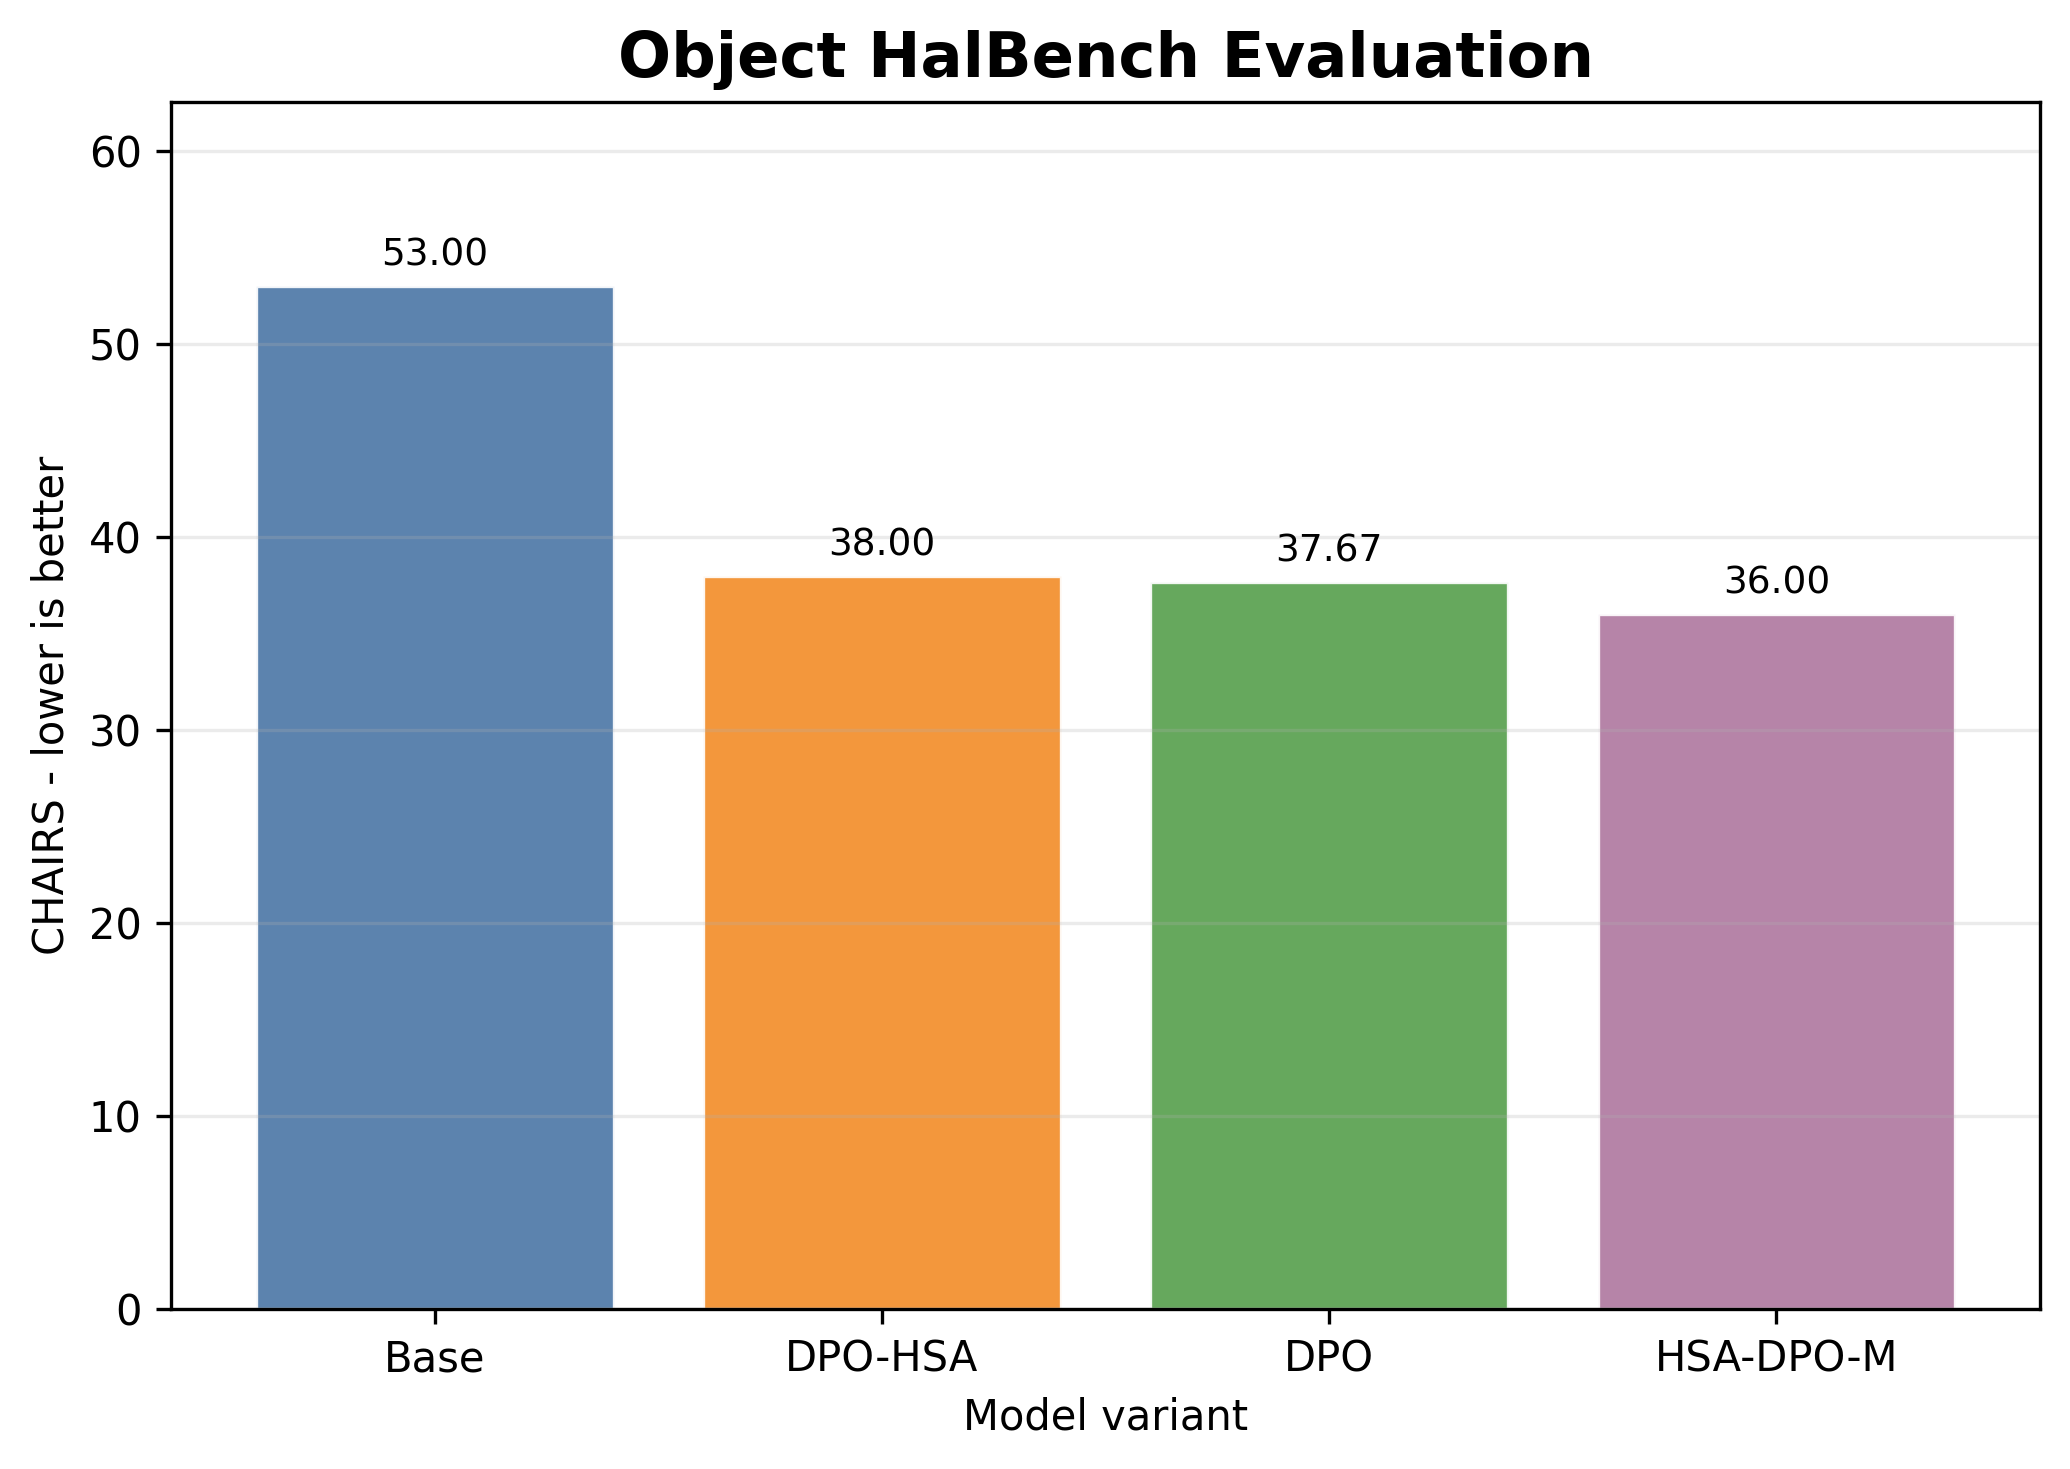 Object HalBench Evaluation
CHAIRS - lower is better
60
50
40
30
20
10
0
53.00
38.00
37.67
36.00
Base
DPO-HSA
DPO
HSA-DPO-M
Model variant